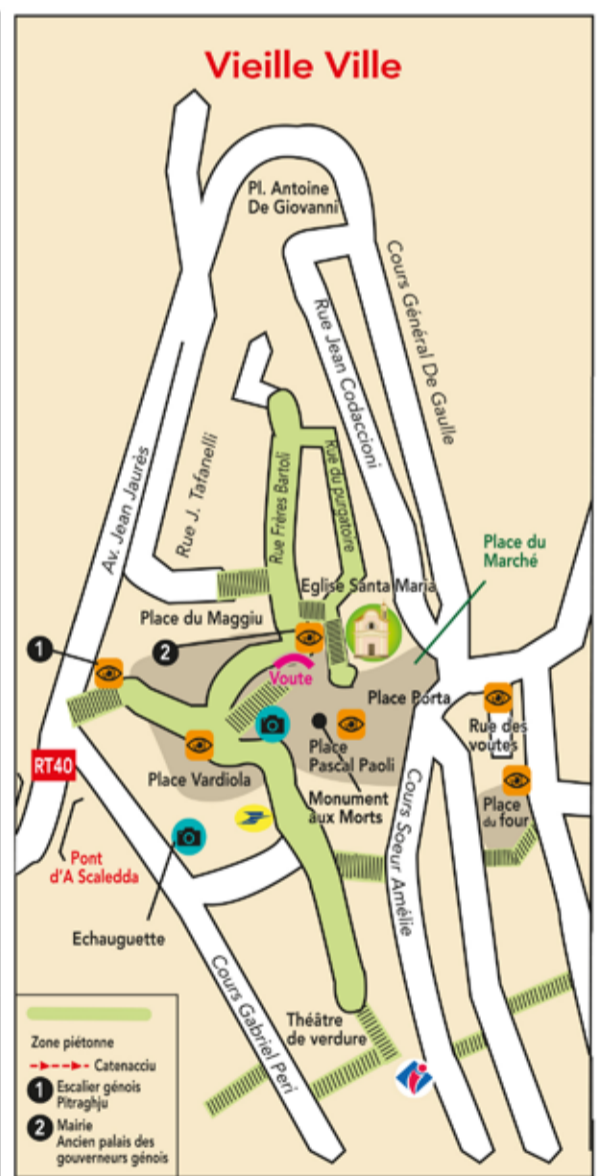 Vieille Ville
Pl. Antoine
De Giovanni
Cours Général De Gaulle
Rue Jean Codaccioni
Av. Jean Jaurès
Rue J. Tafanelli
Rue Frères Bartoli
Rue du purgatoire
Place du
Marché
Eglise Santa Maria
Place du Maggiu
1
2
Voute
Place Porta
Rue des
voutes
RT40
Place Vardiola
Place
Pascal Paoli
Monument
aux Morts
Place
du four
Cours Soeur Amélie
Pont
d'A Scaledda
Echauguette
Cours Gabriel Peri
Théâtre
de verdure
Zone piétonne
Catenacciu
1 Escalier génois
Pitraghju
2 Mairie
Ancien palais des
gouverneurs génois